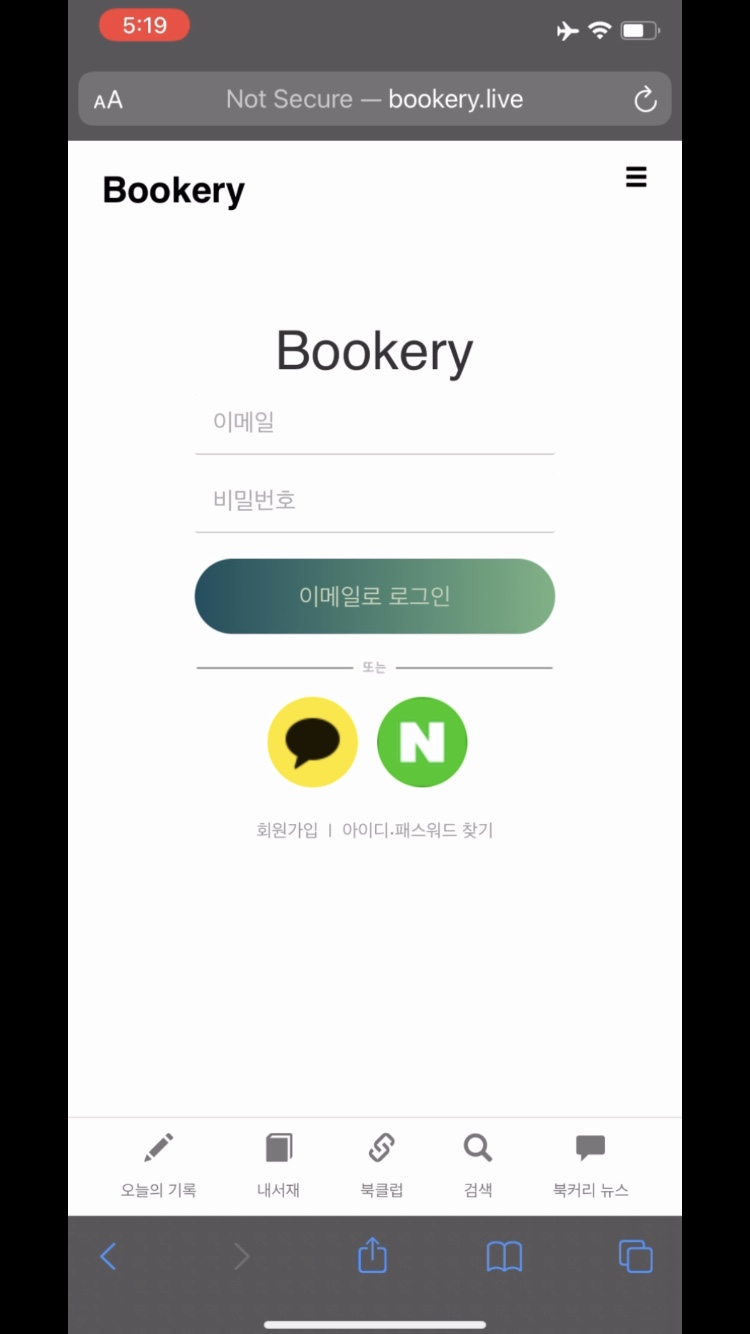 5:19
AA Not Secure — bookery.live
Bookery
Bookery
이메일
비밀번호
이메일로 로그인
또는
N
회원가입 | 아이디.패스워드 찾기
오늘의 기록 내서재 북클럽 검색 북커리 뉴스